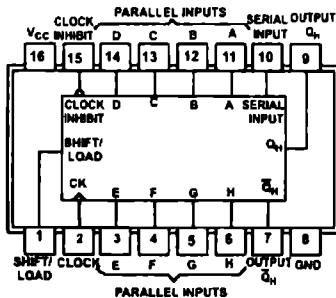 PARALLEL INPUTS
CLOCK SERIAL OUTPUT
VCC INHIBIT D C B A INPUT QH
16 15 14 13 12 11 10 9
CLOCK D C B A SERIAL
INHIBIT INPUT
SHIFT/
LOAD QH
CK E F G H Q̅H
1 2 3 4 5 6 7 8
SHIFT/ CLOCK E F G H OUTPUT GND
LOAD Q̅H
PARALLEL INPUTS